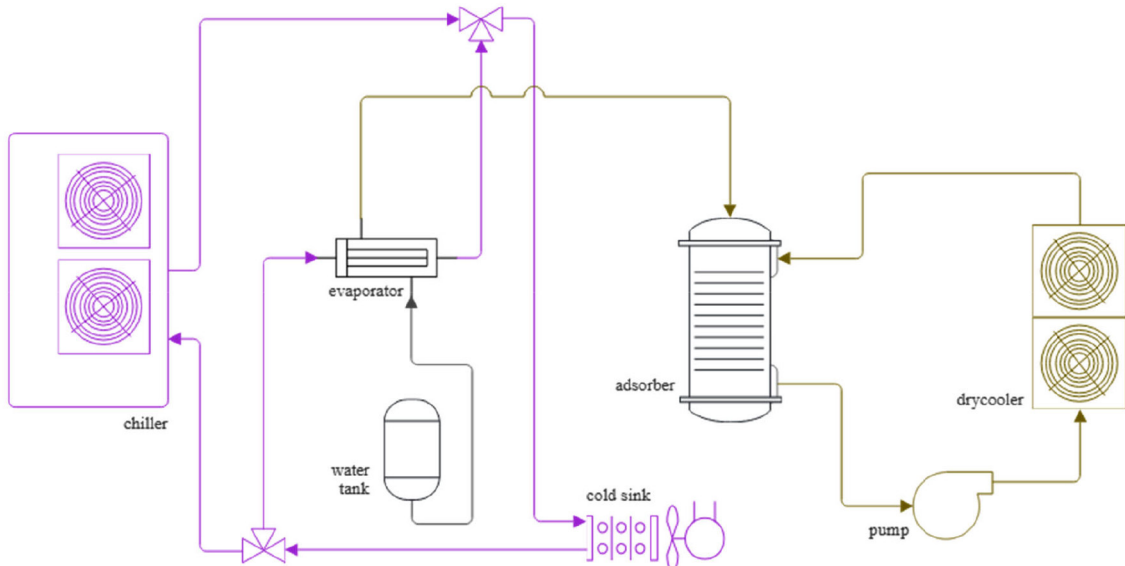 evaporator
adsorber
drycooler
chiller
water
tank
cold sink
pump